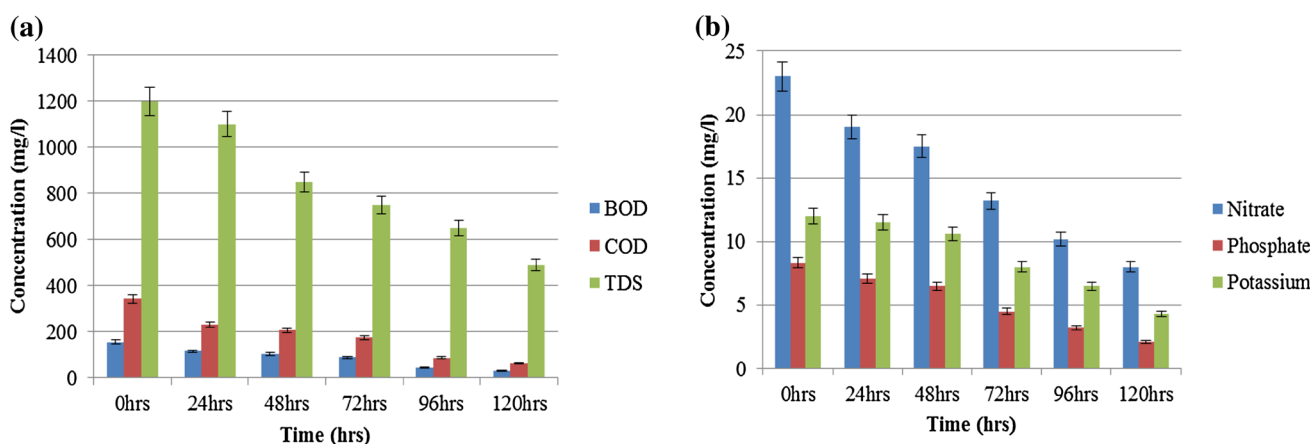 (a)
Concentration (mg/l)
1400
1200
1000
800
600
400
200
0
0hrs 24hrs 48hrs 72hrs 96hrs 120hrs
Time (hrs)
BOD
COD
TDS
(b)
Concentration (mg/l)
25
20
15
10
5
0
0hrs 24hrs 48hrs 72hrs 96hrs 120hrs
Time (hrs)
Nitrate
Phosphate
Potassium